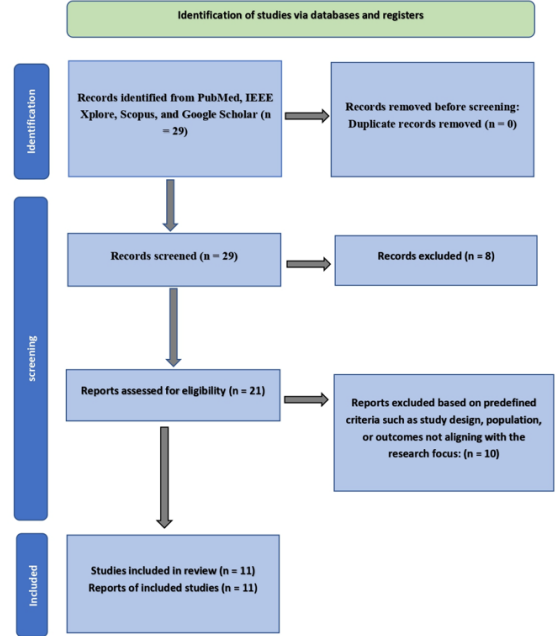 Identification of studies via databases and registers
Identification
Records identified from PubMed, IEEE
Xplore, Scopus, and Google Scholar (n
= 29)
Records removed before screening:
Duplicate records removed (n = 0)
screening
Records screened (n = 29)
Records excluded (n = 8)
Reports assessed for eligibility (n = 21)
Reports excluded based on predefined
criteria such as study design, population,
or outcomes not aligning with the
research focus: (n = 10)
Included
Studies included in review (n = 11)
Reports of included studies (n = 11)